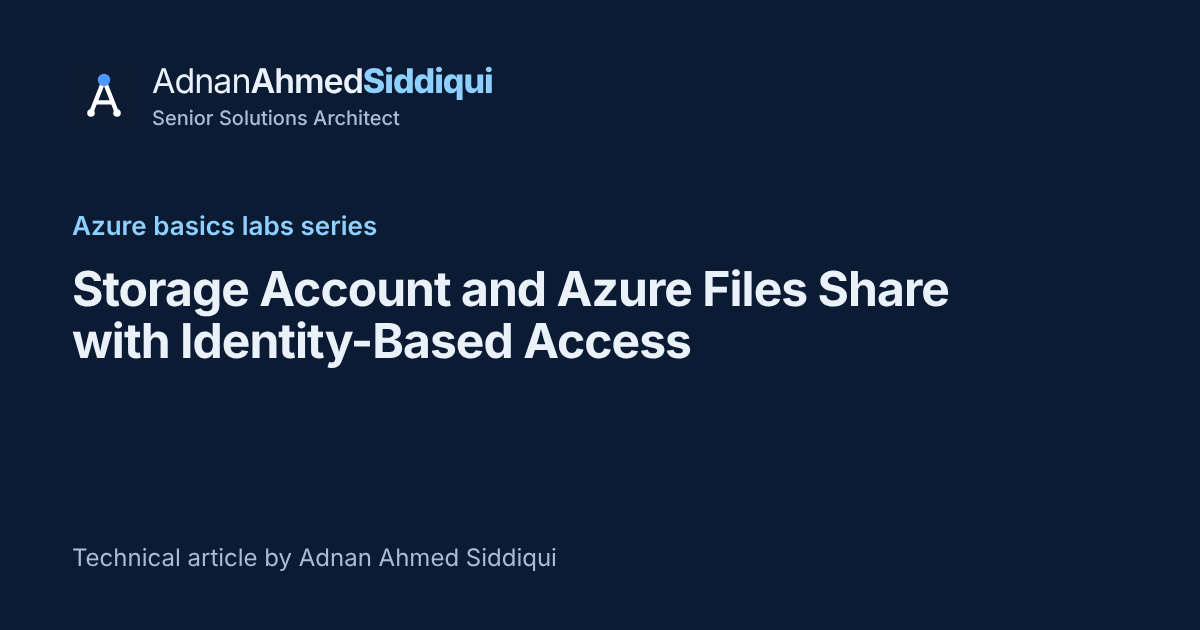 AdnanAhmedSiddiqui
Senior Solutions Architect
Azure basics labs series
Storage Account and Azure Files Share
with Identity-Based Access
Technical article by Adnan Ahmed Siddiqui